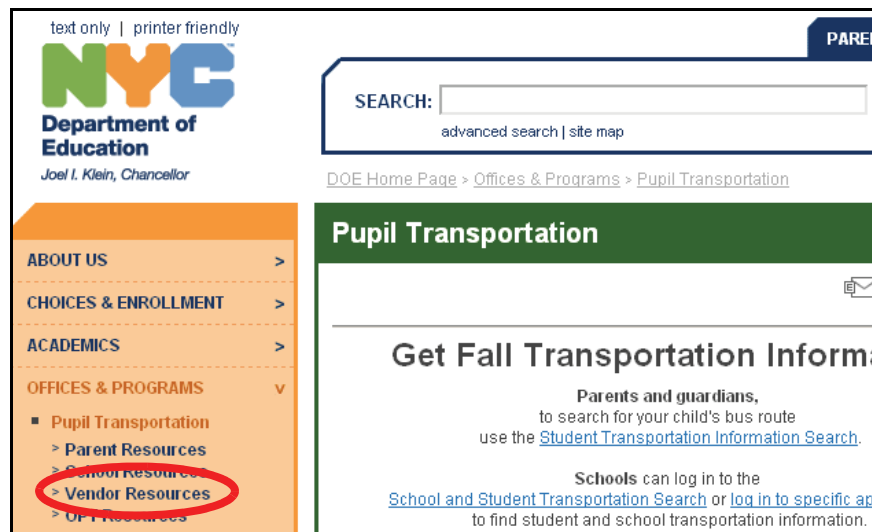 text only | printer friendly
NYC
Department of
Education
Joel I. Klein, Chancellor
PARE
SEARCH:
advanced search | site map
DOE Home Page > Offices & Programs > Pupil Transportation
Pupil Transportation
ABOUT US >
CHOICES & ENROLLMENT >
ACADEMICS >
OFFICES & PROGRAMS v
Pupil Transportation
> Parent Resources
> School Resources
> Vendor Resources
> OPT Resources
E
Get Fall Transportation Informa
Parents and guardians,
to search for your child's bus route
use the Student Transportation Information Search.
Schools can log in to the
School and Student Transportation Search or log in to specific ap
to find student and school transportation information.